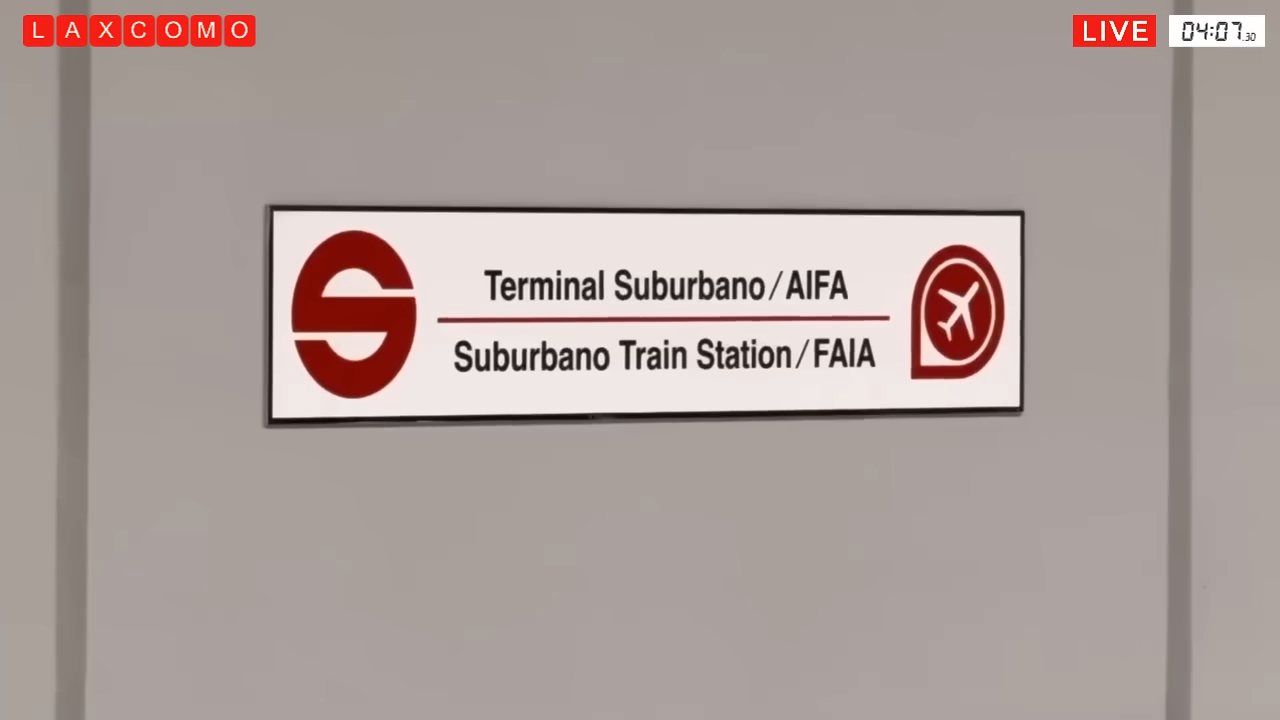 LAXCOMO
LIVE 04:07.30
Terminal Suburbano/AIFA
Suburbano Train Station/FAIA